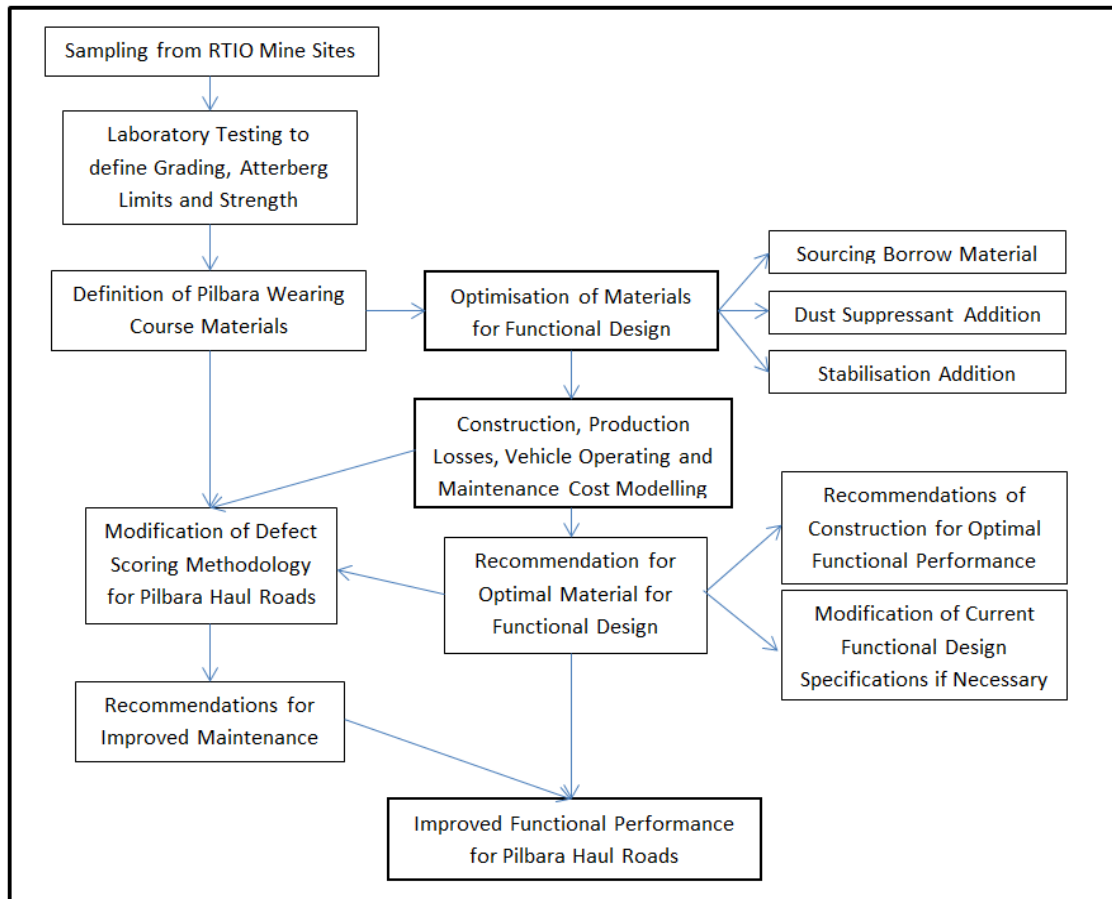 Sampling from RTIO Mine Sites
Laboratory Testing to
define Grading, Atterberg
Limits and Strength
Definition of Pilbara Wearing
Course Materials
Optimisation of Materials
for Functional Design
Sourcing Borrow Material
Dust Suppressant Addition
Stabilisation Addition
Construction, Production
Losses, Vehicle Operating and
Maintenance Cost Modelling
Modification of Defect
Scoring Methodology
for Pilbara Haul Roads
Recommendation for
Optimal Material for
Functional Design
Recommendations of
Construction for Optimal
Functional Performance
Modification of Current
Functional Design
Specifications if Necessary
Recommendations for
Improved Maintenance
Improved Functional Performance
for Pilbara Haul Roads